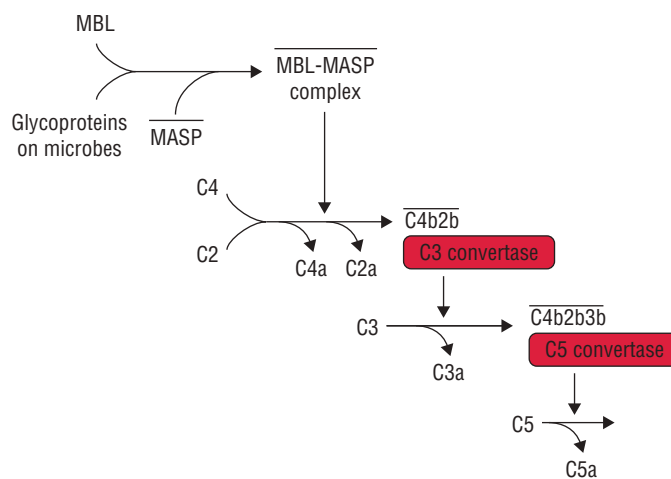 MBL
MBL-MASP
complex
Glycoproteins
on microbes
MASP
C4
C4b2b
C2
C4a
C2a
C3 convertase
C3
C4b2b3b
C5 convertase
C3a
C5
C5a